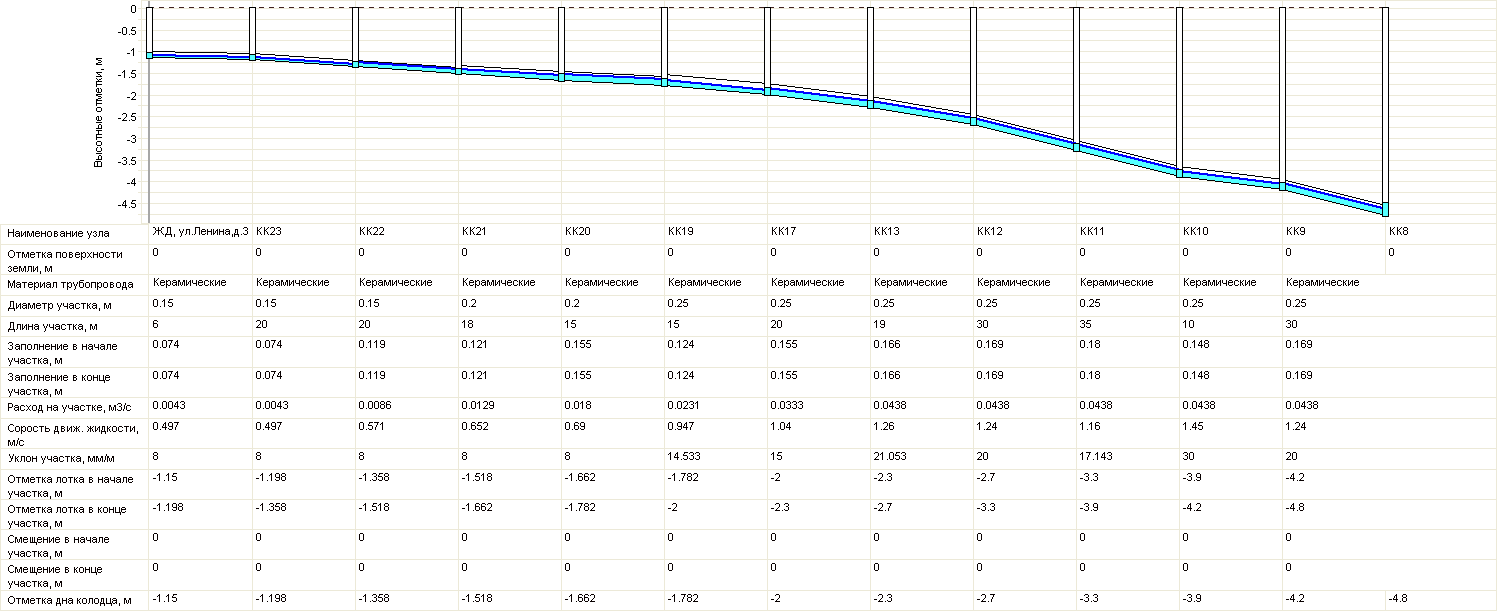 0
-0.5
-1
-1.5
-2
-2.5
-3
-3.5
-4
-4.5
Высотные отметки, м
Наименование узла ЖД, ул.Ленина,д.3 КК23 КК22 КК21 КК20 КК19 КК17 КК13 КК12 КК11 КК10 КК9 КК8
Отметка поверхности
земли, м 0 0 0 0 0 0 0 0 0 0 0 0 0
Материал трубопровода Керамические Керамические Керамические Керамические Керамические Керамические Керамические Керамические Керамические Керамические Керамические Керамические
Диаметр участка, м 0.15 0.15 0.15 0.2 0.2 0.25 0.25 0.25 0.25 0.25 0.25 0.25
Длина участка, м 6 20 20 18 15 15 20 19 30 35 10 30
Заполнение в начале
участка, м 0.074 0.074 0.119 0.121 0.155 0.124 0.155 0.166 0.169 0.18 0.148 0.169
Заполнение в конце
участка, м 0.074 0.074 0.119 0.121 0.155 0.124 0.155 0.166 0.169 0.18 0.148 0.169
Расход на участке, м3/с 0.0043 0.0043 0.0086 0.0129 0.018 0.0231 0.0333 0.0438 0.0438 0.0438 0.0438 0.0438
Сорость движ. жидкости,
м/с 0.497 0.497 0.571 0.652 0.69 0.947 1.04 1.26 1.24 1.16 1.45 1.24
Уклон участка, мм/м 8 8 8 8 8 14.533 15 21.053 20 17.143 30 20
Отметка лотка в начале
участка, м -1.15 -1.198 -1.358 -1.518 -1.662 -1.782 -2 -2.3 -2.7 -3.3 -3.9 -4.2
Отметка лотка в конце
участка, м -1.198 -1.358 -1.518 -1.662 -1.782 -2 -2.3 -2.7 -3.3 -3.9 -4.2 -4.8
Смещение в начале
участка, м 0 0 0 0 0 0 0 0 0 0 0 0
Смещение в конце
участка, м 0 0 0 0 0 0 0 0 0 0 0 0
Отметка дна колодца, м -1.15 -1.198 -1.358 -1.518 -1.662 -1.782 -2 -2.3 -2.7 -3.3 -3.9 -4.2 -4.8